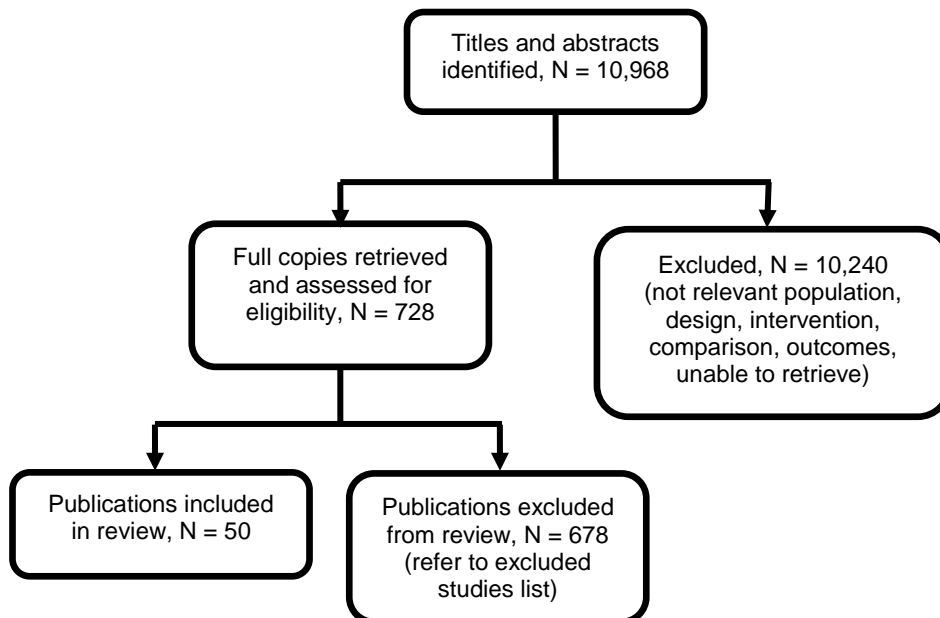 Titles and abstracts
identified, N = 10,968
Full copies retrieved
and assessed for
eligibility, N = 728
Excluded, N = 10,240
(not relevant population,
design, intervention,
comparison, outcomes,
unable to retrieve)
Publications included
in review, N = 50
Publications excluded
from review, N = 678
(refer to excluded
studies list)